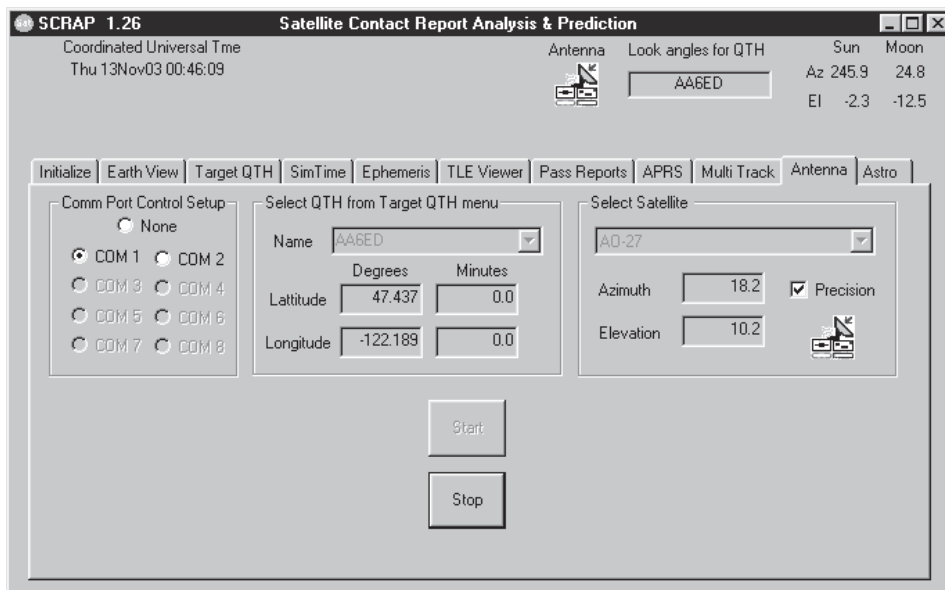 SCRAP 1.26 Satellite Contact Report Analysis & Prediction
Coordinated Universal Tme
Thu 13Nov03 00:46:09
Antenna
Look angles for QTH
AA6ED
Sun Moon
Az 245.9 24.8
El -2.3 -12.5
Initialize Earth View Target QTH SimTime Ephemeris TLE Viewer Pass Reports APRS Multi Track Antenna Astro
Comm Port Control Setup
None
COM 1 COM 2
COM 3 COM 4
COM 5 COM 6
COM 7 COM 8
Select QTH from Target QTH menu
Name AA6ED
Degrees Minutes
Lattitude 47.437 0.0
Longitude -122.189 0.0
Select Satellite
AO-27
Azimuth 18.2 Precision
Elevation 10.2
Start
Stop